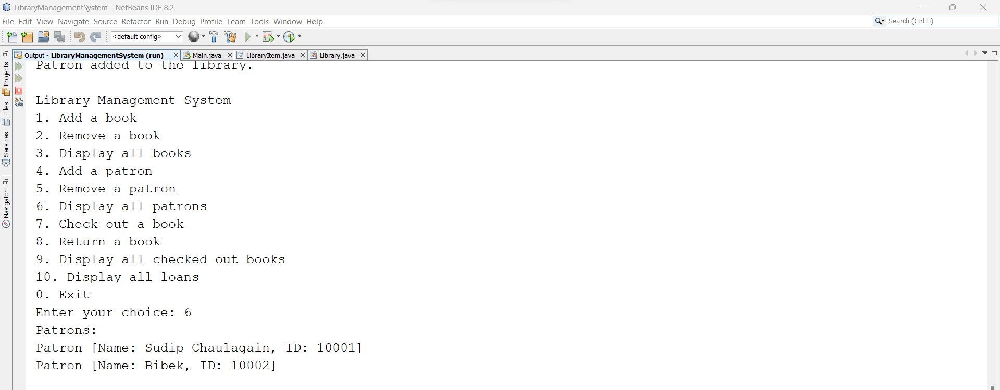 LibraryManagementSystem - NetBeans IDE 8.2
File Edit View Navigate Source Refactor Run Debug Profile Team Tools Window Help
Search (Ctrl+I)
<default config>
Output - LibraryManagementSystem (run)
Main.java
LibraryItem.java
Library.java
Projects
Files
Services
Navigator
Patron added to the library.
Library Management System
1. Add a book
2. Remove a book
3. Display all books
4. Add a patron
5. Remove a patron
6. Display all patrons
7. Check out a book
8. Return a book
9. Display all checked out books
10. Display all loans
0. Exit
Enter your choice: 6
Patrons:
Patron [Name: Sudip Chaulagain, ID: 10001]
Patron [Name: Bibek, ID: 10002]